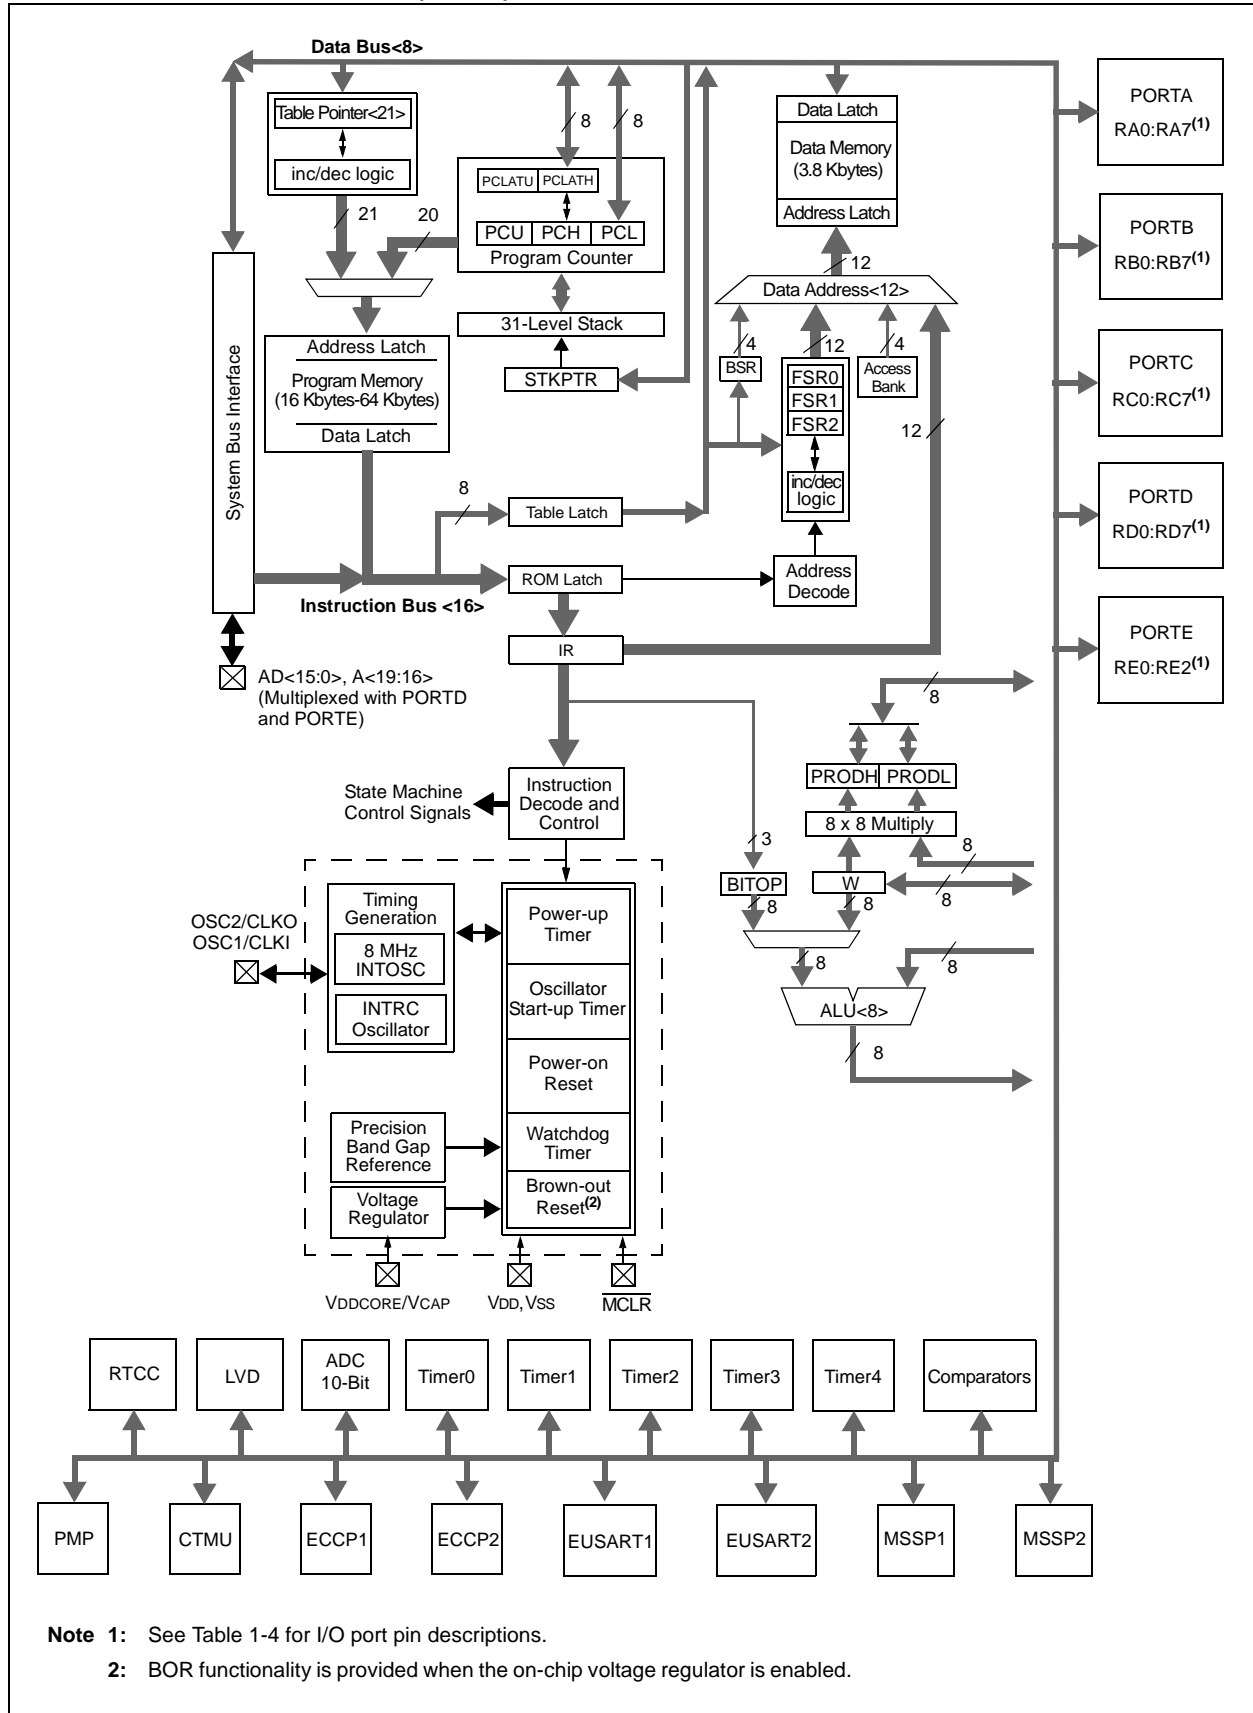 Data Bus<8>
Table Pointer<21>
inc/dec logic
21
20
8
8
PCLATU
PCLATH
PCU
PCH
PCL
Program Counter
31-Level Stack
STKPTR
Data Latch
Data Memory
(3.8 Kbytes)
Address Latch
12
Data Address<12>
4
12
4
BSR
FSR0
FSR1
FSR2
inc/dec
logic
Access
Bank
12
Address
Decode
PORTA
RA0:RA7(1)
PORTB
RB0:RB7(1)
PORTC
RC0:RC7(1)
PORTD
RD0:RD7(1)
PORTE
RE0:RE2(1)
System Bus Interface
Address Latch
Program Memory
(16 Kbytes-64 Kbytes)
Data Latch
8
Table Latch
ROM Latch
Instruction Bus <16>
IR
AD<15:0>, A<19:16>
(Multiplexed with PORTD
and PORTE)
8
PRODH
PRODL
8 x 8 Multiply
State Machine
Control Signals
Instruction
Decode and
Control
3
8
BITOP
W
8
8
8
8
8
ALU<8>
8
OSC2/CLKO
OSC1/CLKI
Timing
Generation
8 MHz
INTOSC
INTRC
Oscillator
Power-up
Timer
Oscillator
Start-up Timer
Power-on
Reset
Watchdog
Timer
Brown-out
Reset(2)
Precision
Band Gap
Reference
Voltage
Regulator
VDDCORE/VCAP
VDD, VSS
MCLR
RTCC
LVD
ADC
10-Bit
Timer0
Timer1
Timer2
Timer3
Timer4
Comparators
PMP
CTMU
ECCP1
ECCP2
EUSART1
EUSART2
MSSP1
MSSP2
Note 1: See Table 1-4 for I/O port pin descriptions.
2: BOR functionality is provided when the on-chip voltage regulator is enabled.